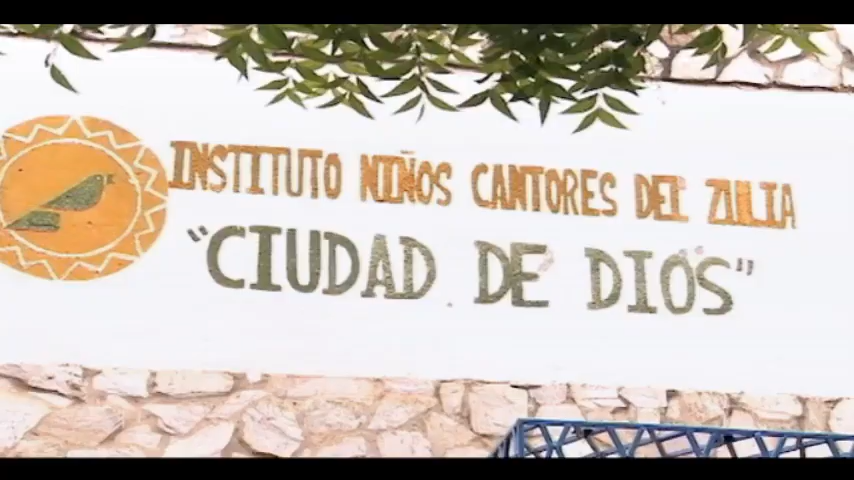 INSTITUTO NIÑOS CANTORES DEL ZULIA
"CIUDAD DE DIOS"